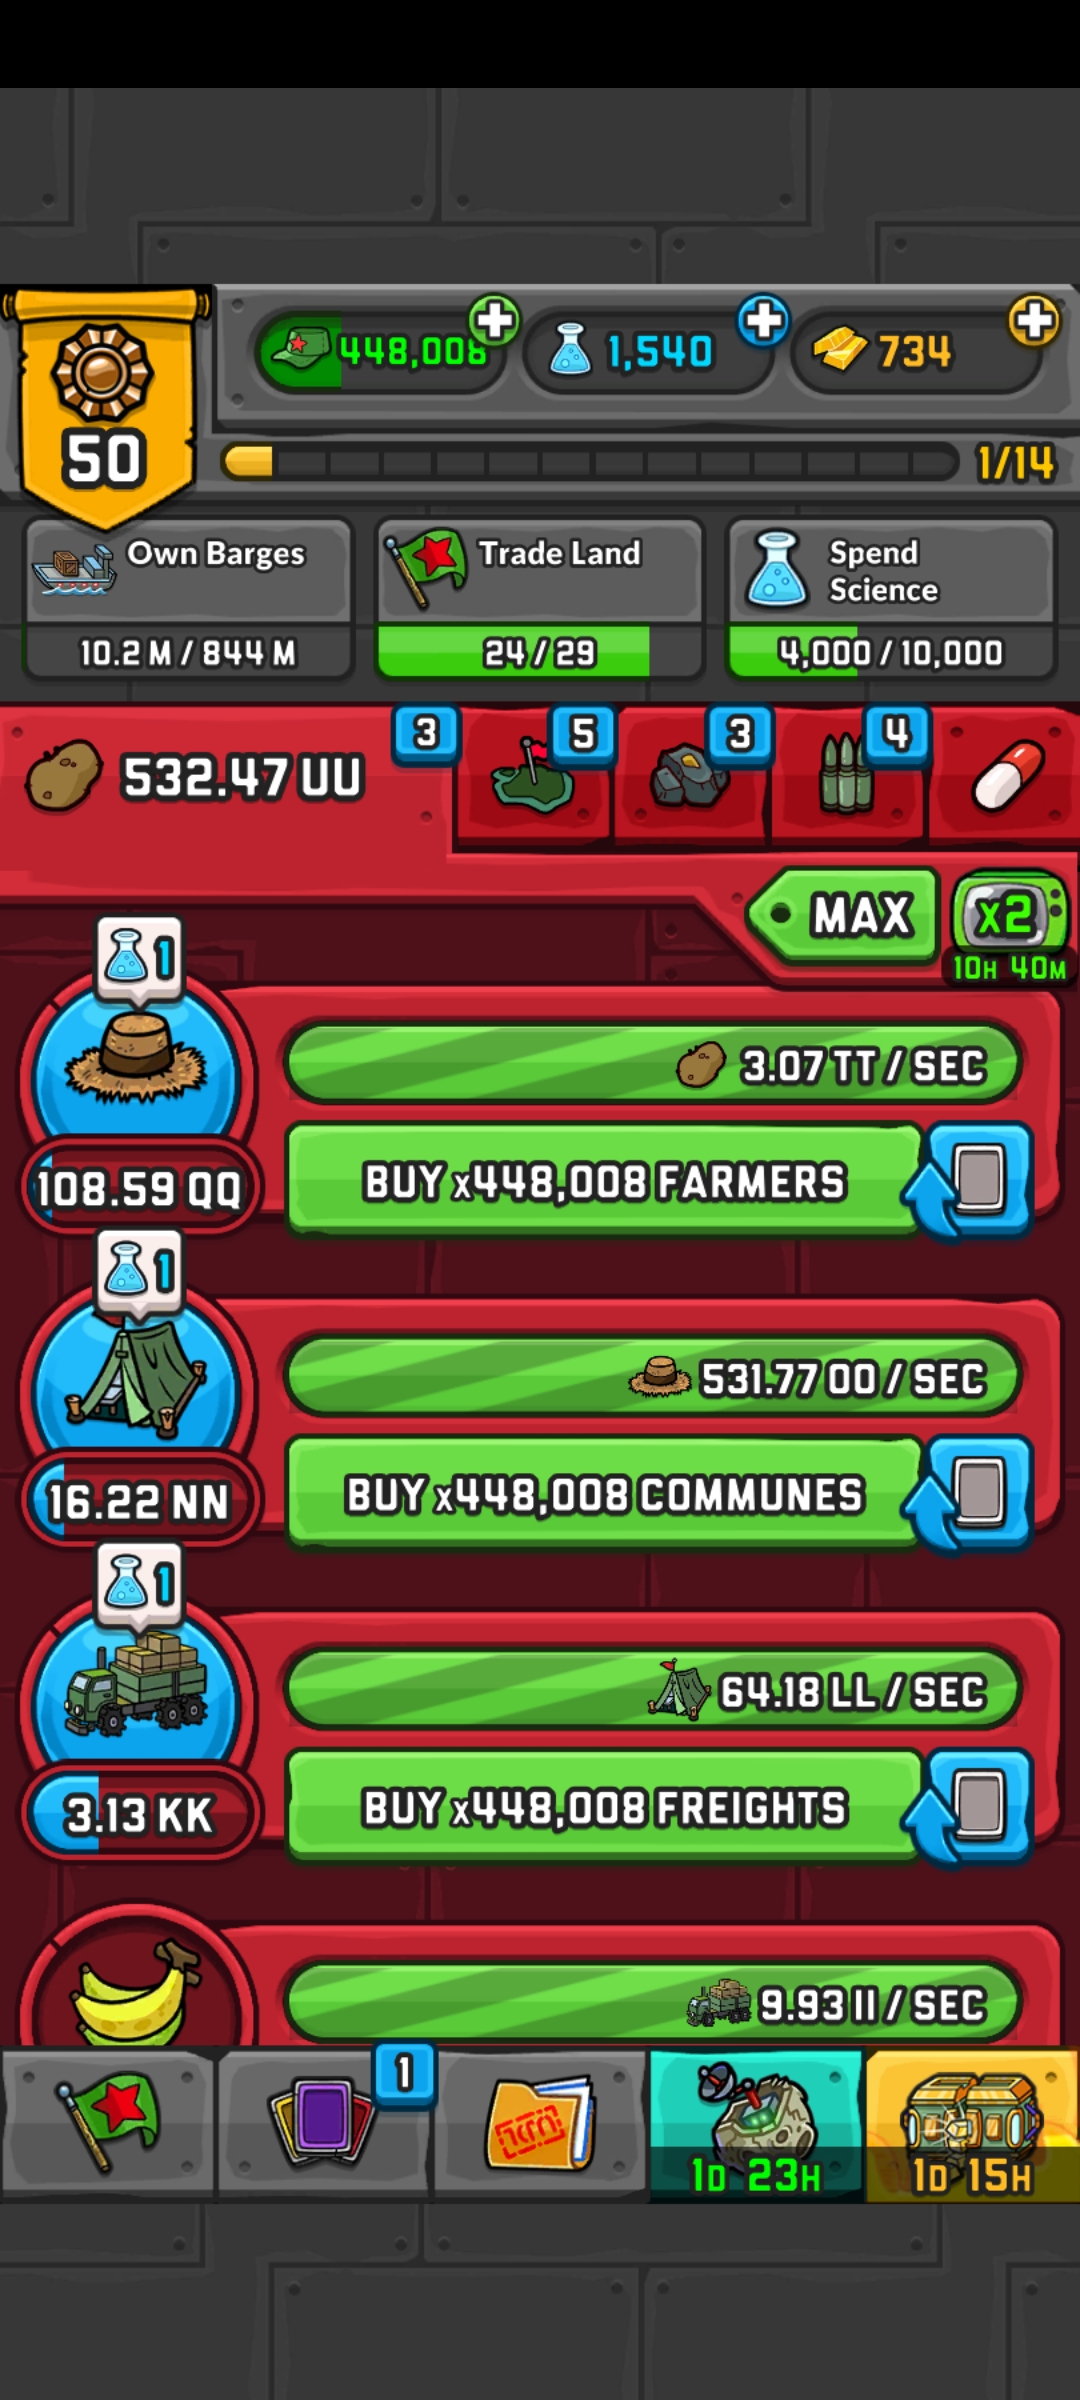 448,008
1,540
734
50
1/14
Own Barges
10.2 M / 844 M
Trade Land
24 / 29
Spend
Science
4,000 / 10,000
532.47 UU
3
5
3
4
MAX
x2
10H 40M
1
3.07 TT / SEC
108.59 QQ
BUY x448,008 FARMERS
1
531.77 OO / SEC
16.22 NN
BUY x448,008 COMMUNES
1
64.18 LL / SEC
3.13 KK
BUY x448,008 FREIGHTS
9.93 II / SEC
1
1D 23H
1D 15H